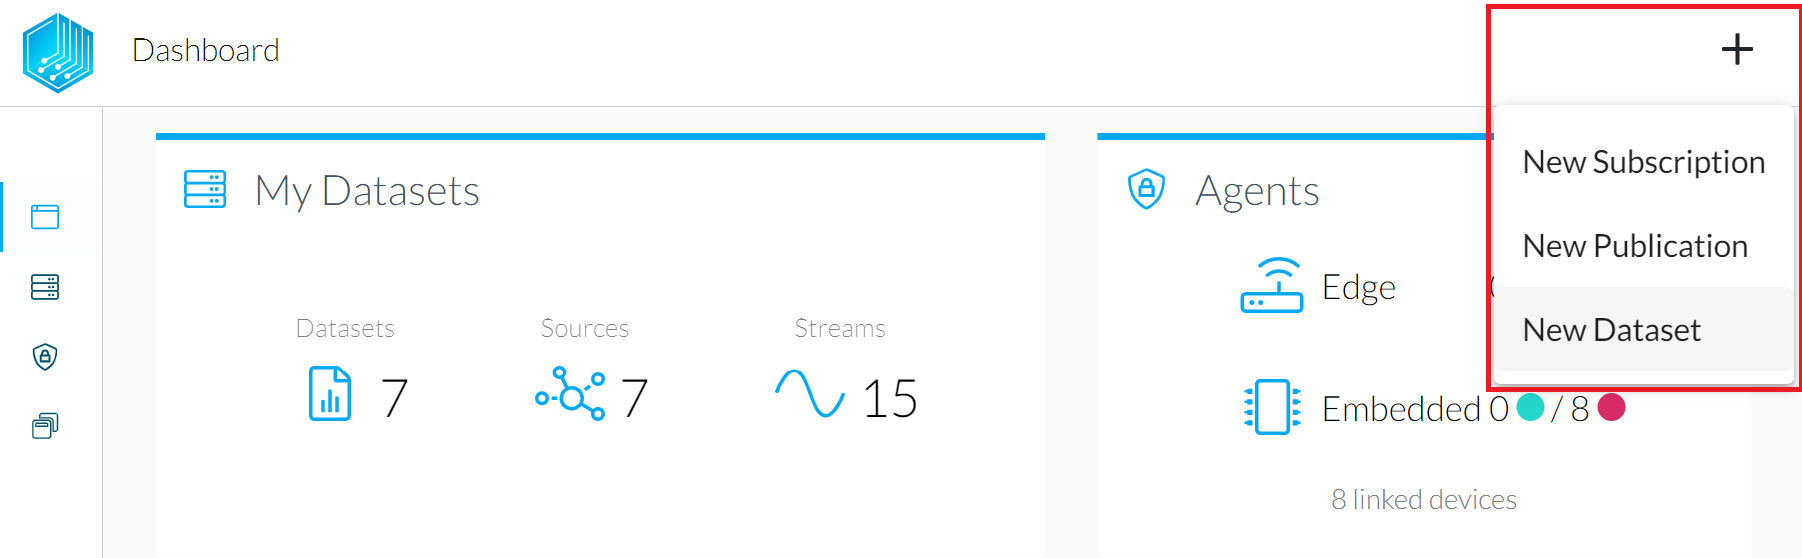 Dashboard
+
New Subscription
New Publication
New Dataset
My Datasets
Datasets
7
Sources
7
Streams
15
Agents
Edge
Embedded 0 / 8
8 linked devices